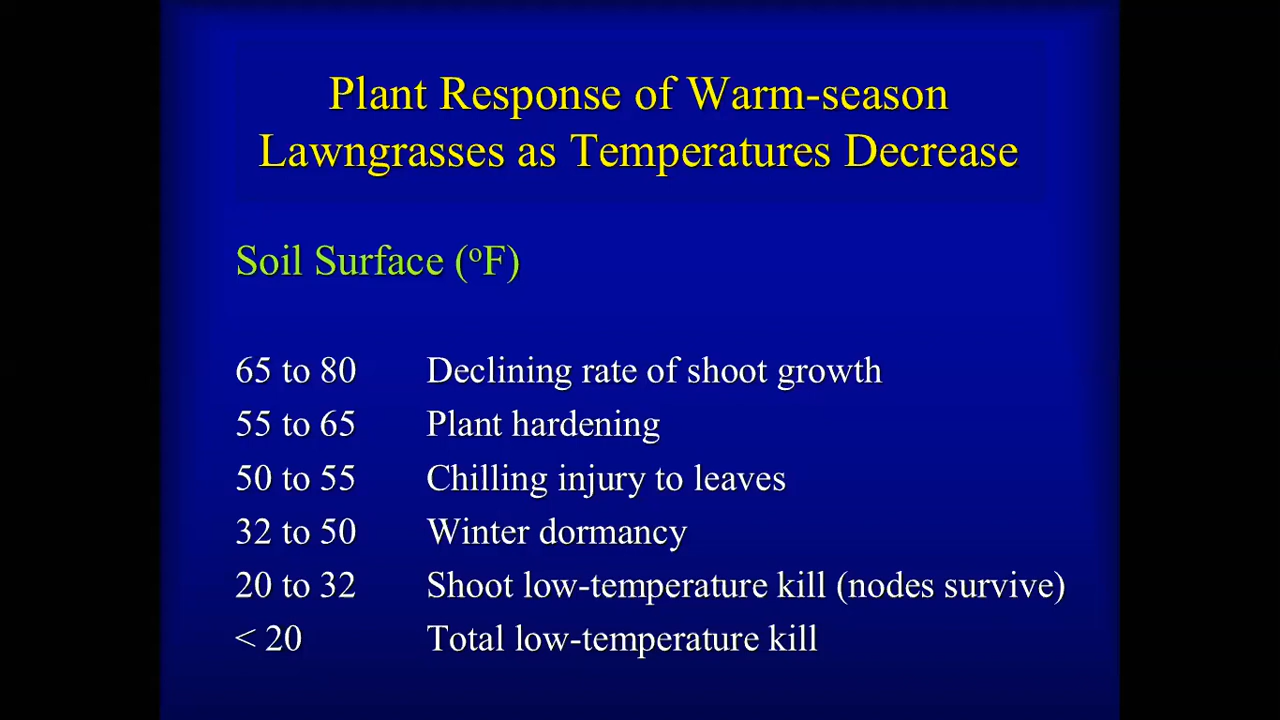 Plant Response of Warm-season
Lawngrasses as Temperatures Decrease
Soil Surface (oF)
65 to 80 Declining rate of shoot growth
55 to 65 Plant hardening
50 to 55 Chilling injury to leaves
32 to 50 Winter dormancy
20 to 32 Shoot low-temperature kill (nodes survive)
< 20 Total low-temperature kill